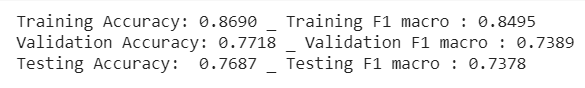 Training Accuracy: 0.8690 _ Training F1 macro : 0.8495
Validation Accuracy: 0.7718 _ Validation F1 macro : 0.7389
Testing Accuracy:  0.7687 _ Testing F1 macro : 0.7378